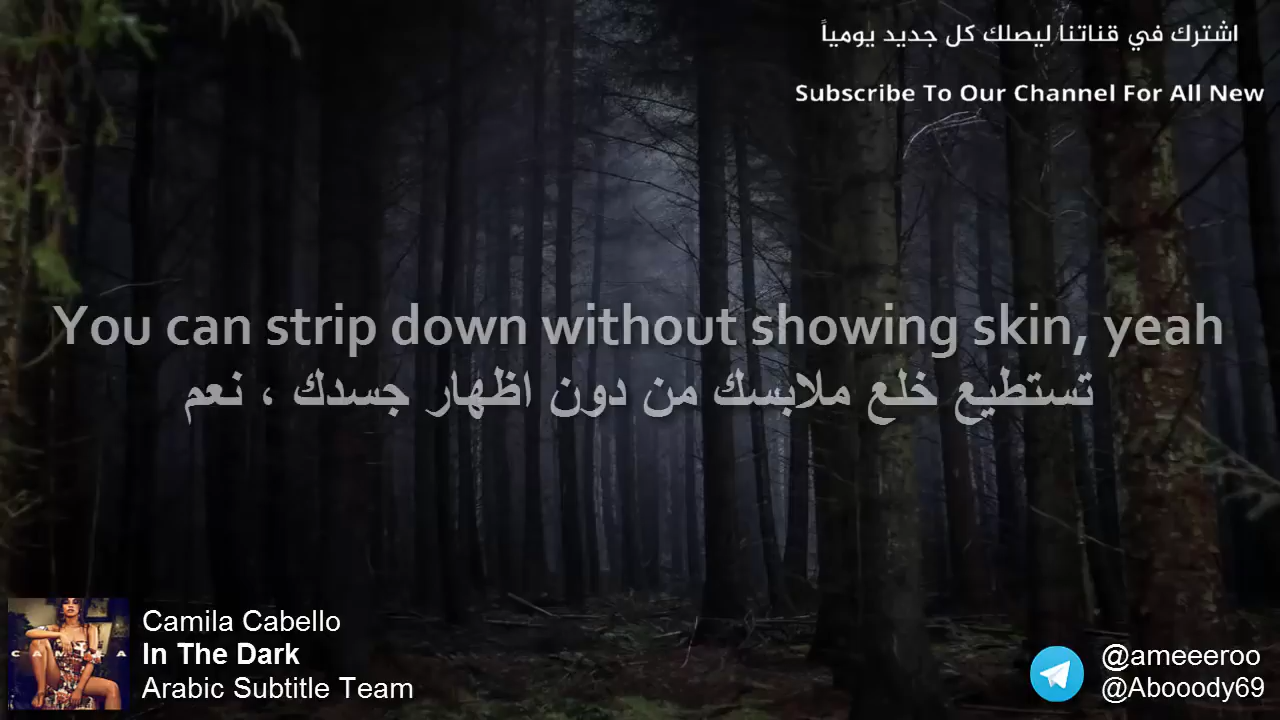 اشترك في قناتنا ليصلك كل جديد يومياً
Subscribe To Our Channel For All New
You can strip down without showing skin, yeah
تستطيع خلع ملابسك من دون اظهار جسدك ، نعم
CAMILA
Camila Cabello
In The Dark
Arabic Subtitle Team
@ameeeroo
@Abooody69